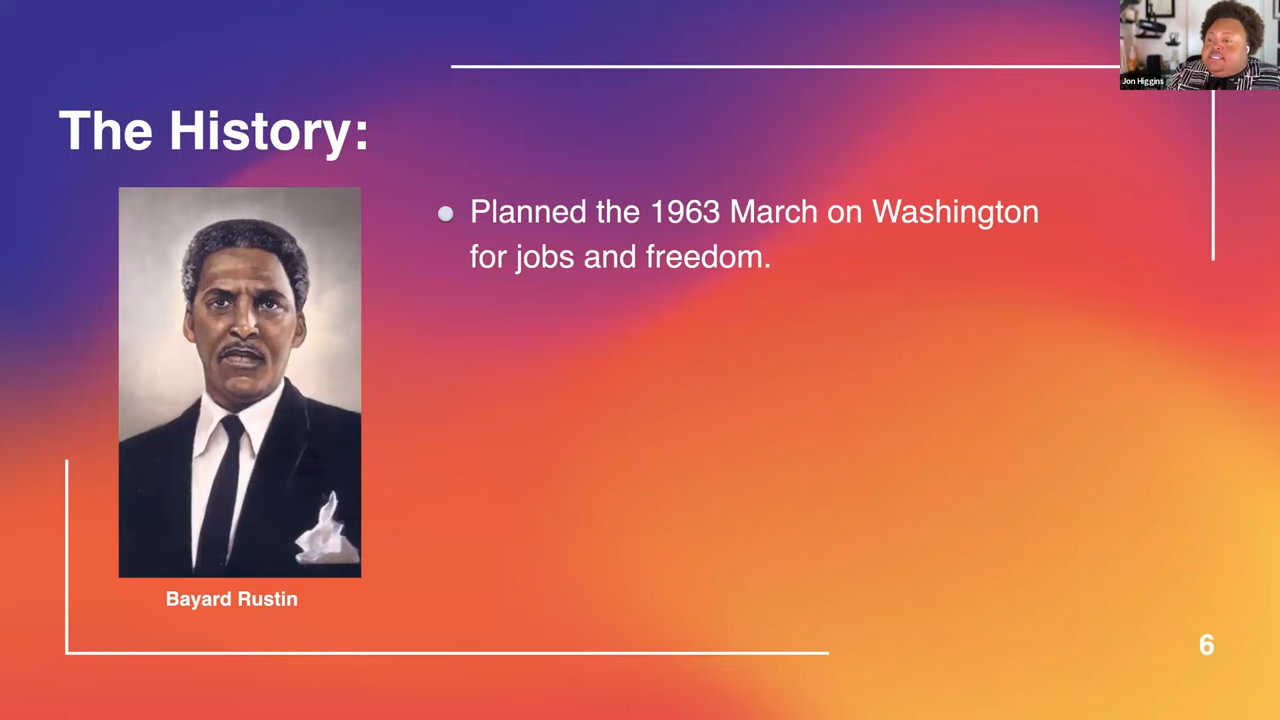 Jon Higgins
The History:
Planned the 1963 March on Washington
for jobs and freedom.
Bayard Rustin
6